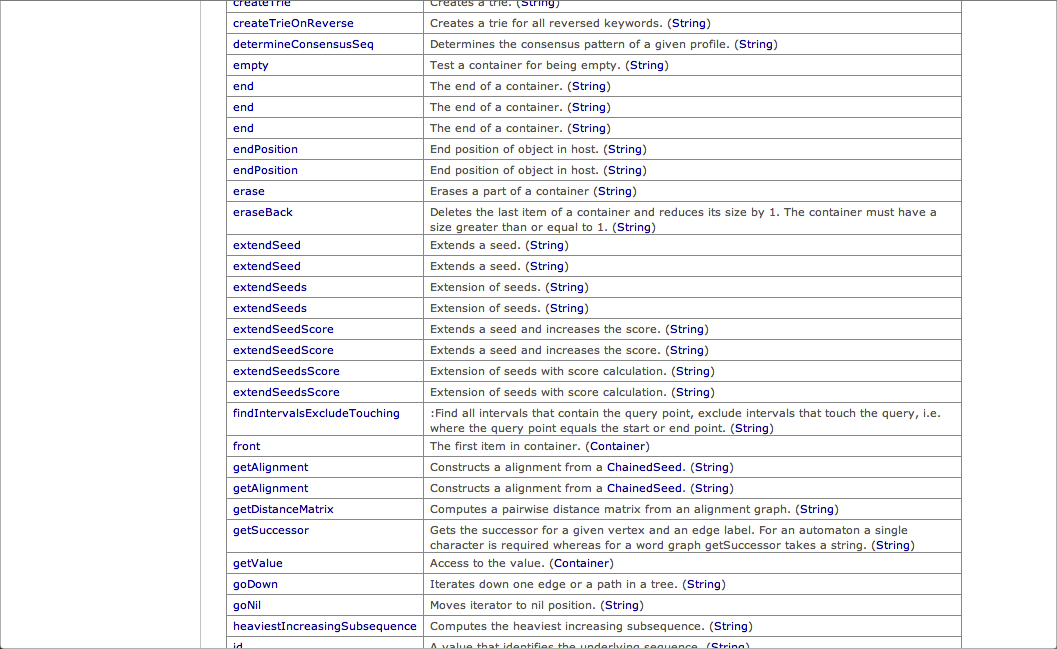 createTrie Creates a trie. (String)
createTrieOnReverse Creates a trie for all reversed keywords. (String)
determineConsensusSeq Determines the consensus pattern of a given profile. (String)
empty Test a container for being empty. (String)
end The end of a container. (String)
end The end of a container. (String)
end The end of a container. (String)
endPosition End position of object in host. (String)
endPosition End position of object in host. (String)
erase Erases a part of a container (String)
eraseBack Deletes the last item of a container and reduces its size by 1. The container must have a
size greater than or equal to 1. (String)
extendSeed Extends a seed. (String)
extendSeed Extends a seed. (String)
extendSeeds Extension of seeds. (String)
extendSeeds Extension of seeds. (String)
extendSeedScore Extends a seed and increases the score. (String)
extendSeedScore Extends a seed and increases the score. (String)
extendSeedsScore Extension of seeds with score calculation. (String)
extendSeedsScore Extension of seeds with score calculation. (String)
findIntervalsExcludeTouching :Find all intervals that contain the query point, exclude intervals that touch the query, i.e.
where the query point equals the start or end point. (String)
front The first item in container. (Container)
getAlignment Constructs a alignment from a ChainedSeed. (String)
getAlignment Constructs a alignment from a ChainedSeed. (String)
getDistanceMatrix Computes a pairwise distance matrix from an alignment graph. (String)
getSuccessor Gets the successor for a given vertex and an edge label. For an automaton a single
character is required whereas for a word graph getSuccessor takes a string. (String)
getValue Access to the value. (Container)
goDown Iterates down one edge or a path in a tree. (String)
goNil Moves iterator to nil position. (String)
heaviestIncreasingSubsequence Computes the heaviest increasing subsequence. (String)
id A value that identifies the underlying sequence. (String)